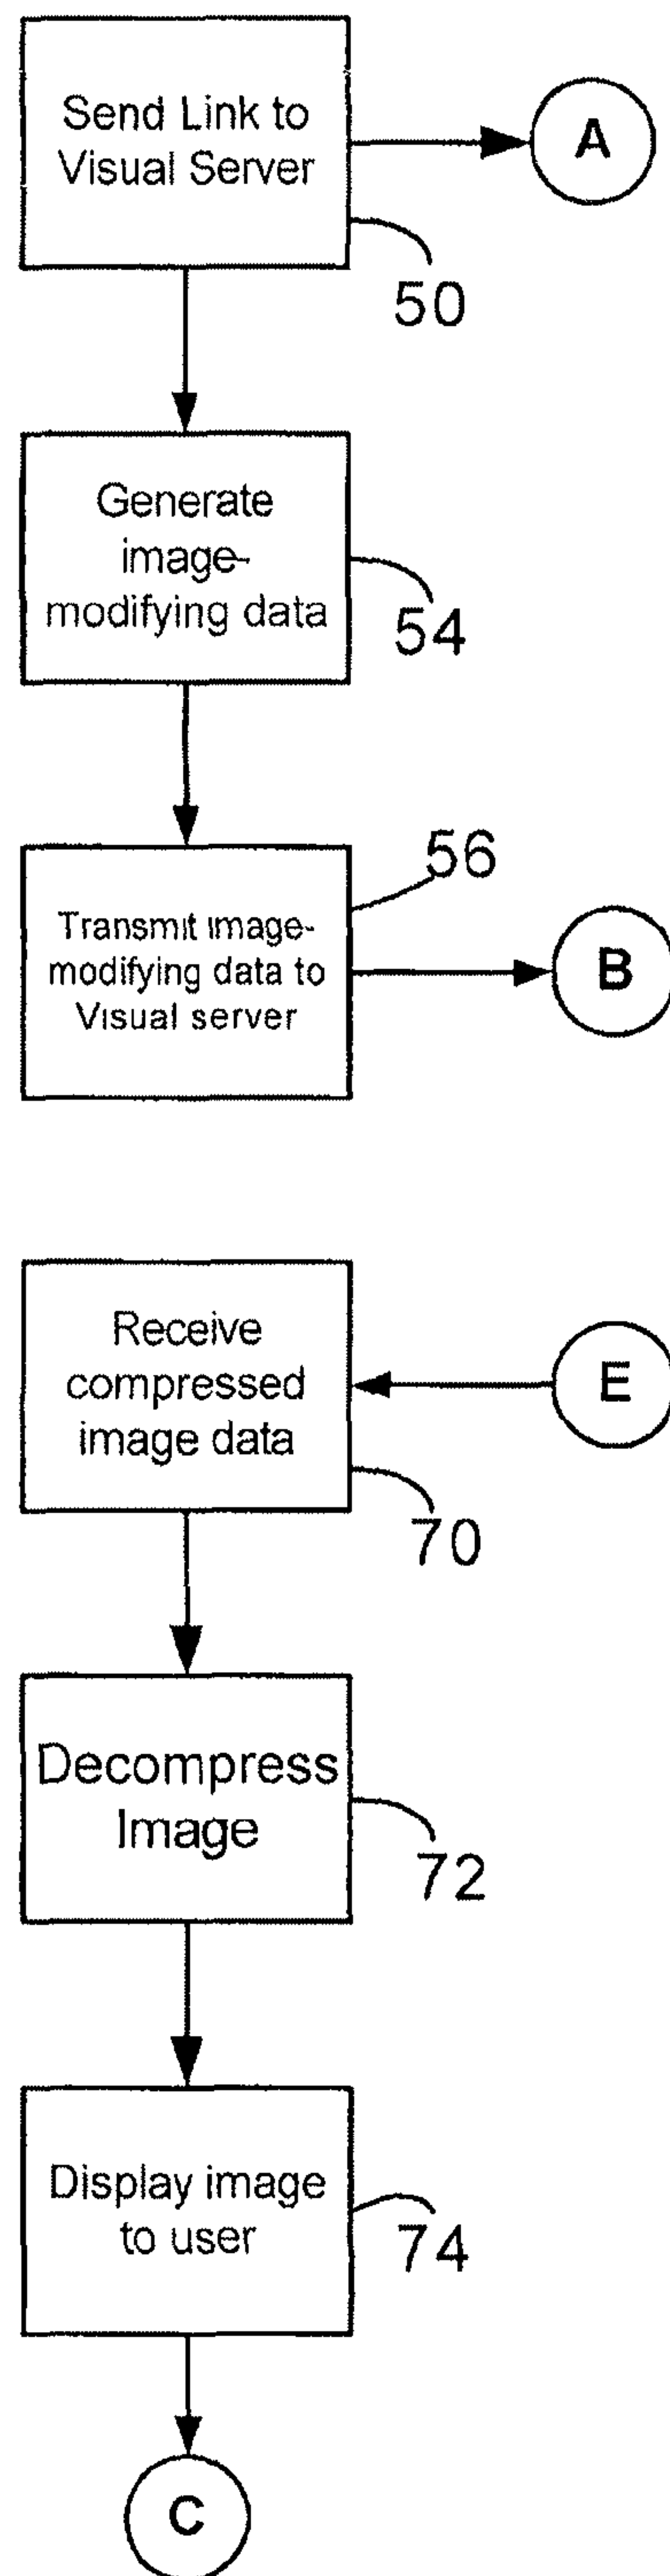 Send Link to
Visual Server
A
50
Generate
image-
modifying data
54
56
Transmit image-
modifying data to
Visual server
B
Receive
compressed
image data
E
70
Decompress
Image
72
Display image
to user
74
C